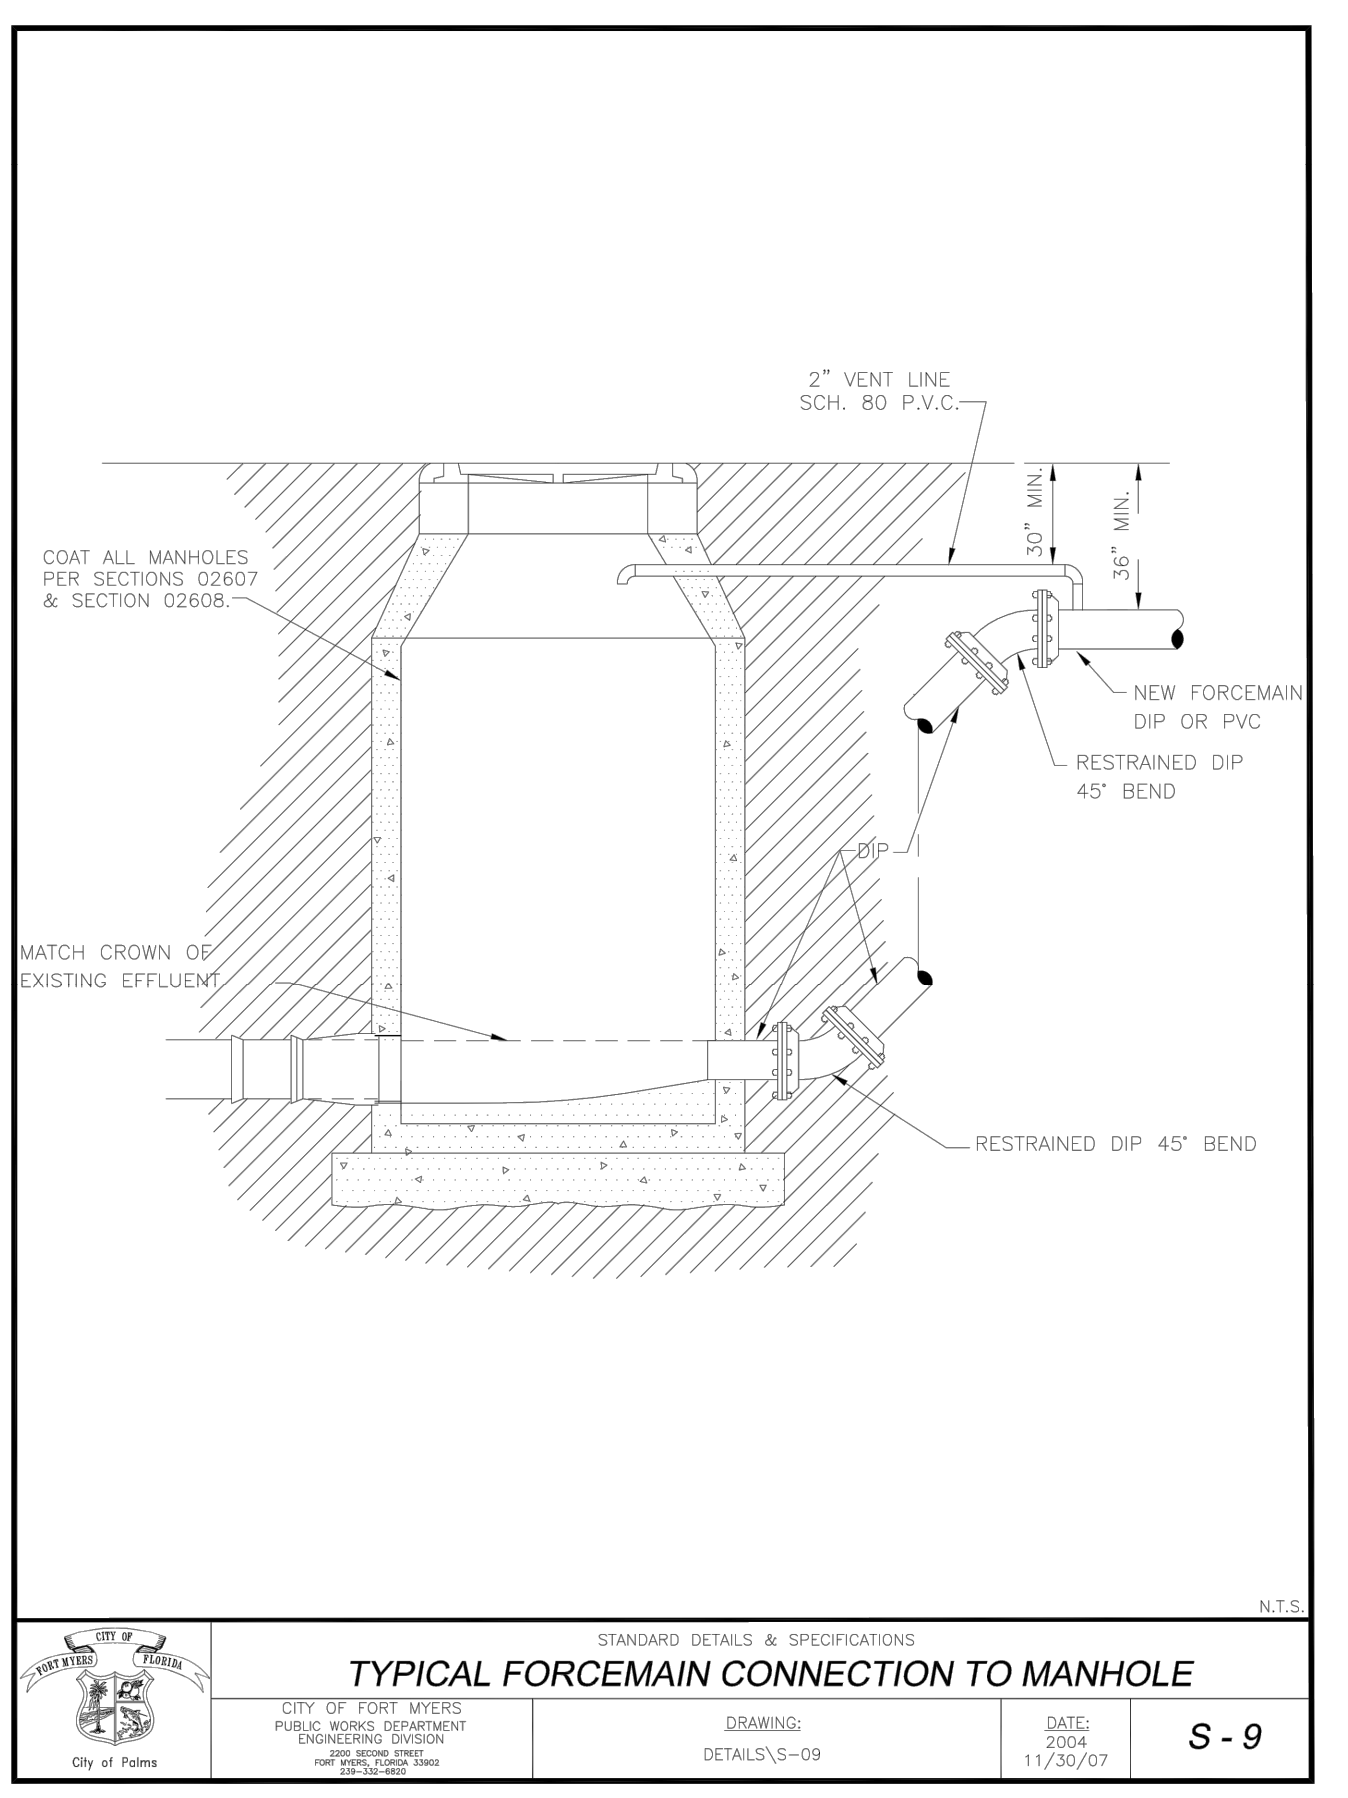 2” VENT LINE
SCH. 80 P.V.C.
30” MIN.
36” MIN.
COAT ALL MANHOLES
PER SECTIONS 02607
& SECTION 02608.
NEW FORCEMAIN
DIP OR PVC
RESTRAINED DIP
45° BEND
DIP
MATCH CROWN OF
EXISTING EFFLUENT
RESTRAINED DIP 45° BEND
N.T.S.
CITY OF
FORT MYERS
FLORIDA
City of Palms
STANDARD DETAILS & SPECIFICATIONS
TYPICAL FORCEMAIN CONNECTION TO MANHOLE
CITY OF FORT MYERS
PUBLIC WORKS DEPARTMENT
ENGINEERING DIVISION
2200 SECOND STREET
FORT MYERS, FLORIDA 33902
239-332-6820
DRAWING:
DETAILS\S-09
DATE:
2004
11/30/07
S - 9